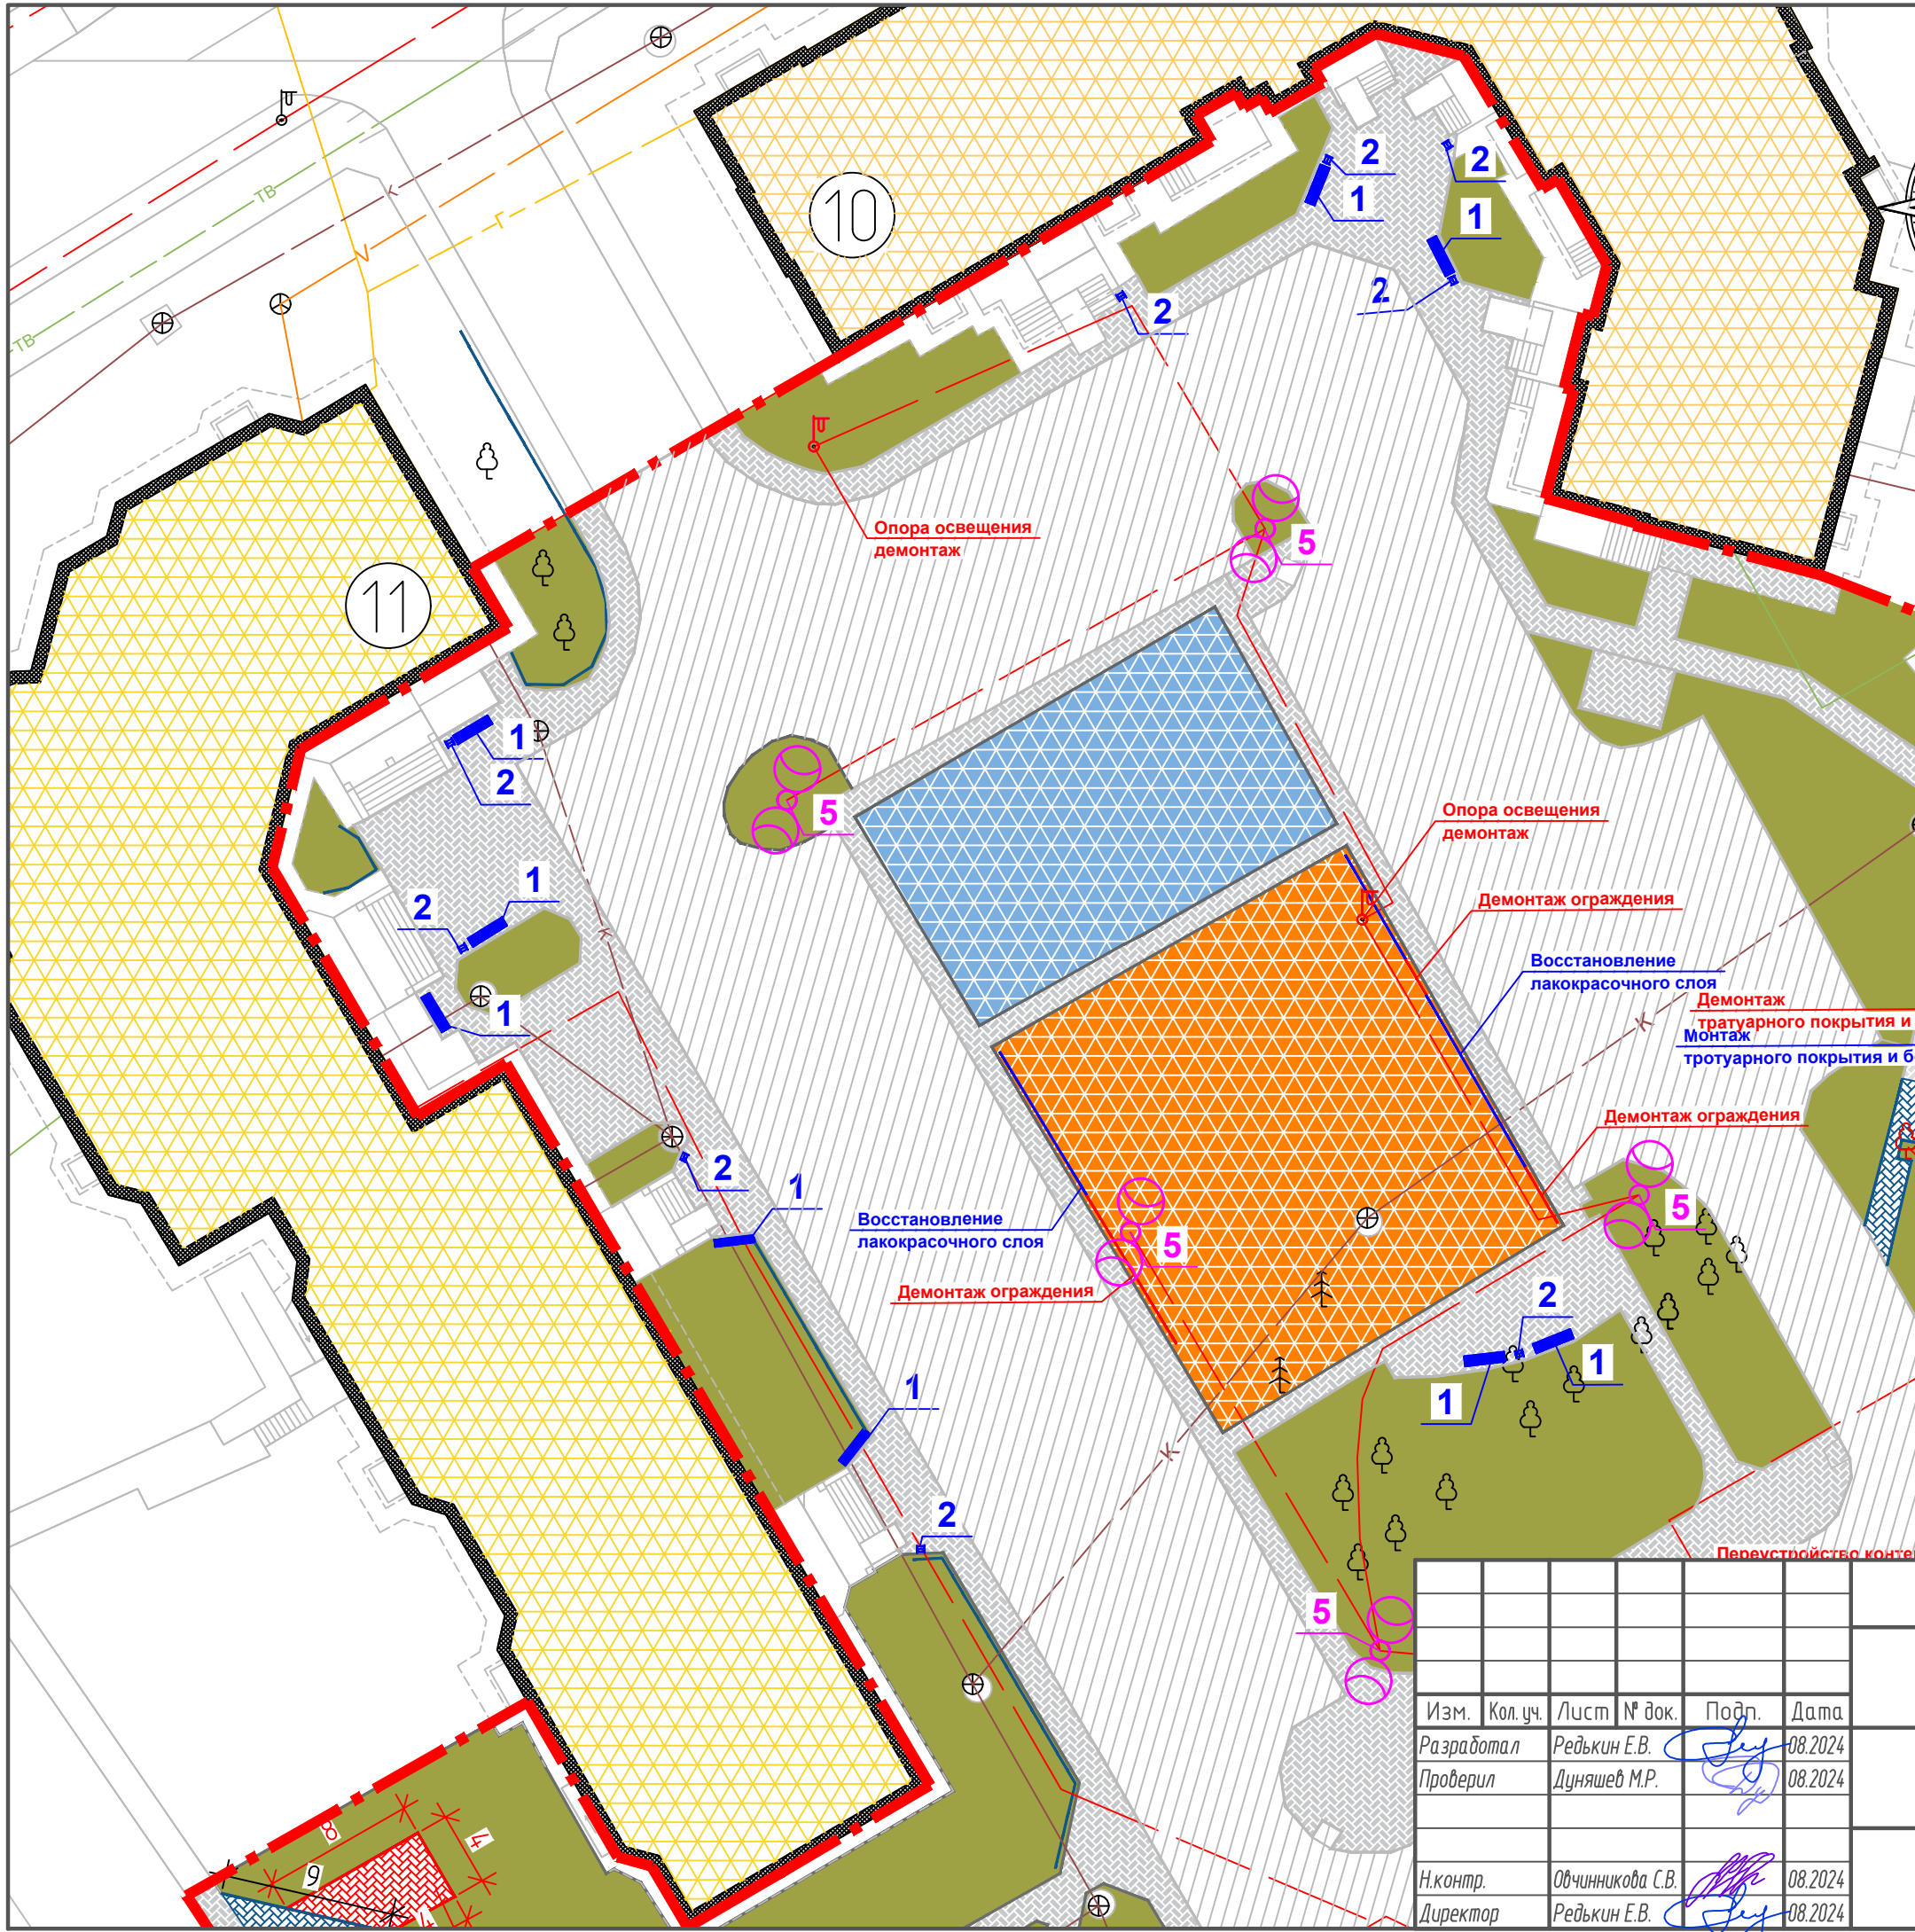 ТВ
К
Г
ТВ
10
11
2
2
1
1
2
2
Опора освещения
демонтаж
5
1
2
5
Опора освещения
демонтаж
1
2
Демонтаж ограждения
К
Восстановление
лакокрасочного слоя
1
Демонтаж
тратуарного покрытия и
К
Монтаж
тротуарного покрытия и б
Демонтаж ограждения
2
1
5
Восстановление
лакокрасочного слоя
5
Демонтаж ограждения
2
1
1
1
К
2
Переустройство конте
5
Изм. Кол. уч. Лист № док. Подп. Дата
Разработал Редькин Е.В. 08.2024
Проверил Дуняшев М.Р. 08.2024
8
4
6
4
Н.контр. Овчинникова С.В. 08.2024
Директор Редькин Е.В. 08.2024